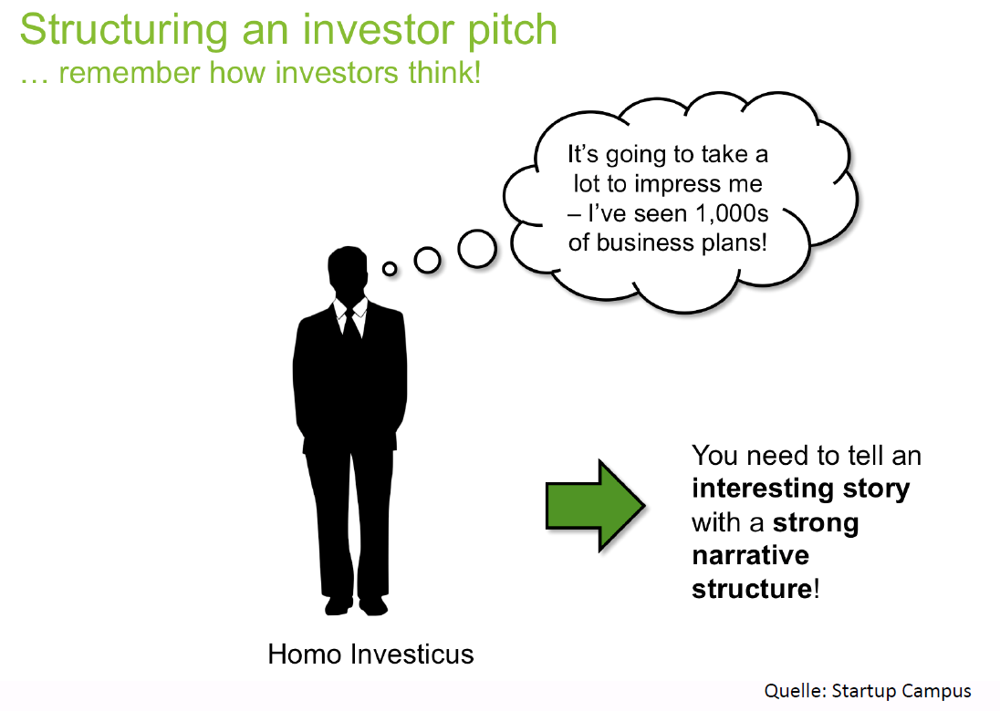 Structuring an investor pitch
… remember how investors think!
It’s going to take a
lot to impress me
– I’ve seen 1,000s
of business plans!
You need to tell an
interesting story
with a strong
narrative
structure!
Homo Investicus
Quelle: Startup Campus